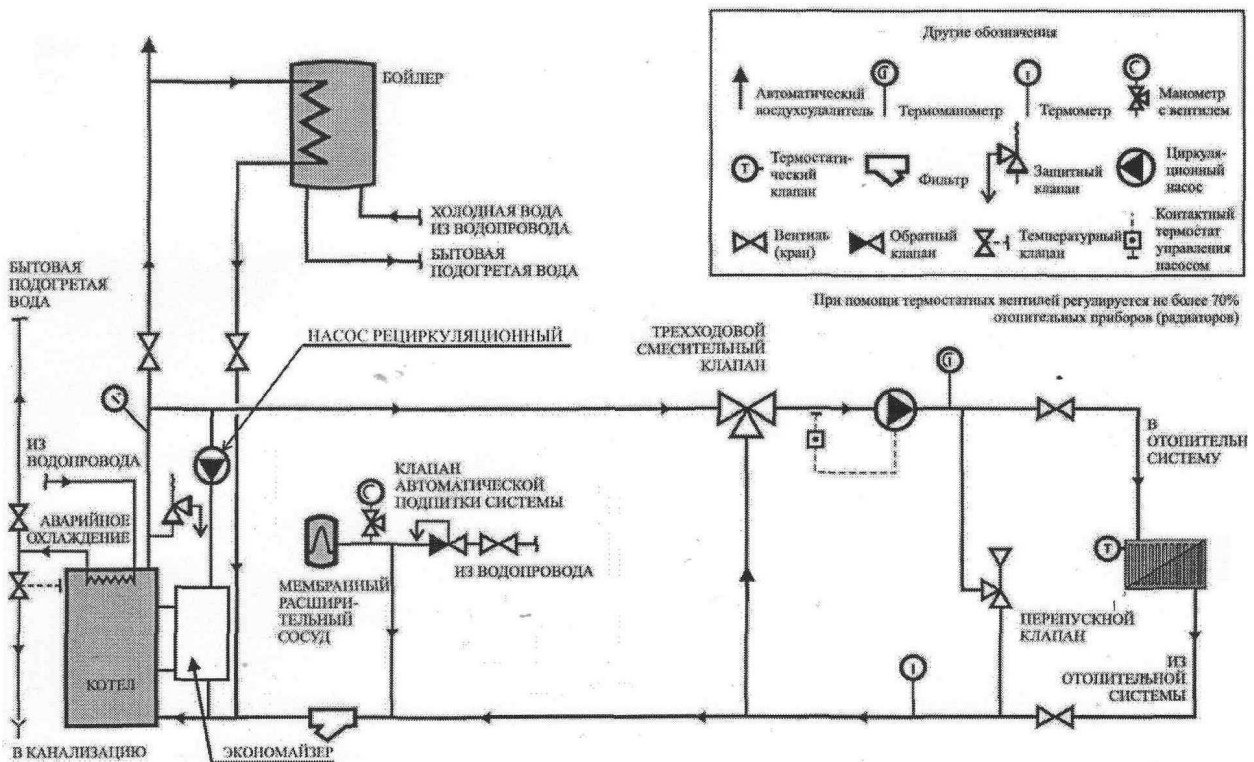 Другие обозначения
Автоматический
восдухсудалитель
Термоманометр
Термометр
Манометр
с вентилем
Термостати-
ческий
клапан
Фильтр
Защитный
клапан
Циркуля-
ционный
насос
Вентиль
(кран)
Обратный
клапан
Температурный
клапан
Контактный
термостат
управления
насосом
При помощи термостатных вентилей регулируется не более 70%
отопительных приборов (радиаторов)
БОЙЛЕР
ХОЛОДНАЯ ВОДА
ИЗ ВОДОПРОВОДА
БЫТОВАЯ
ПОДОГРЕТАЯ ВОДА
БЫТОВАЯ
ПОДОГРЕТАЯ
ВОДА
НАСОС РЕЦИРКУЛЯЦИОННЫЙ
ТРЕХХОДОВОЙ
СМЕСИТЕЛЬНЫЙ
КЛАПАН
ИЗ
ВОДОПРОВОДА
АВАРИЙНОЕ
ОХЛАЖДЕНИЕ
КЛАПАН
АВТОМАТИЧЕСКОЙ
ПОДПИТКИ СИСТЕМЫ
ИЗ ВОДОПРОВОДА
МЕМБРАННЫЙ
РАСШИРИ-
ТЕЛЬНЫЙ
СОСУД
В
ОТОПИТЕЛЬН
СИСТЕМУ
Т
ПЕРЕПУСКНОЙ
КЛАПАН
ИЗ
ОТОПИТЕЛЬНОЙ
СИСТЕМЫ
КОТЕЛ
В КАНАЛИЗАЦИЮ
ЭКОНОМАЙЗЕР